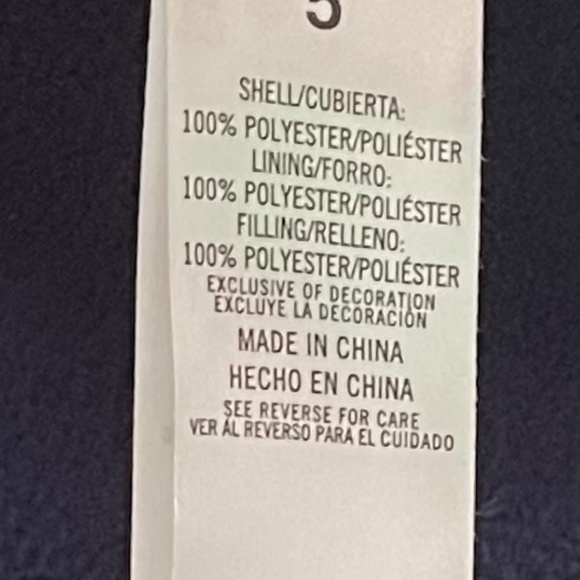 5
SHELL/CUBIERTA:
100% POLYESTER/POLIÉSTER
LINING/FORRO:
100% POLYESTER/POLIÉSTER
FILLING/RELLENO:
100% POLYESTER/POLIÉSTER
EXCLUSIVE OF DECORATION
EXCLUYE LA DECORACIÓN
MADE IN CHINA
HECHO EN CHINA
SEE REVERSE FOR CARE
VER AL REVERSO PARA EL CUIDADO